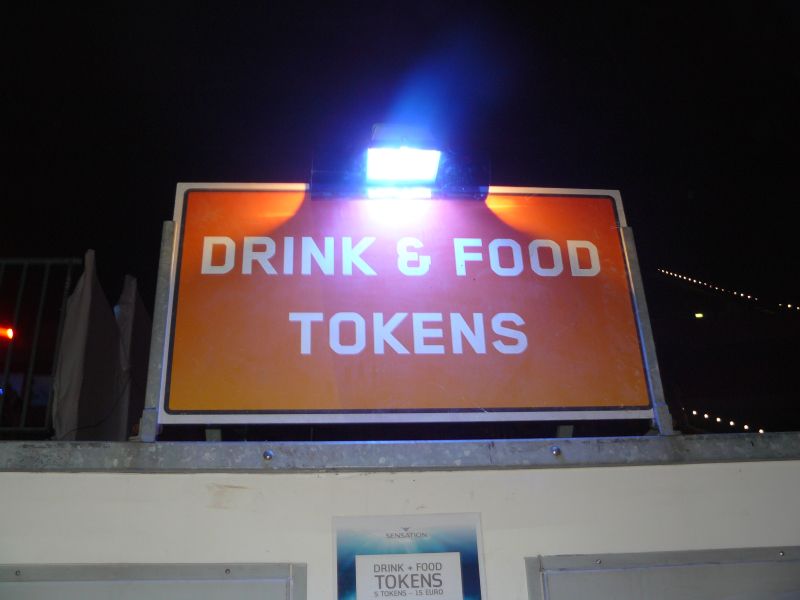 DRINK & FOOD
TOKENS
SENSATION
DRINK + FOOD
TOKENS
5 TOKENS - 15 EURO